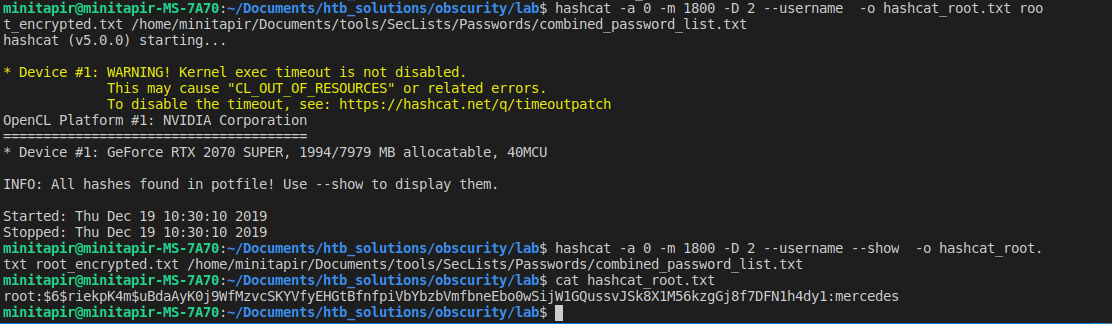 minitapir@minitapir-MS-7A70:~/Documents/htb_solutions/obscurity/lab$ hashcat -a 0 -m 1800 -D 2 --username  -o hashcat_root.txt roo
t_encrypted.txt /home/minitapir/Documents/tools/SecLists/Passwords/combined_password_list.txt
hashcat (v5.0.0) starting...

* Device #1: WARNING! Kernel exec timeout is not disabled.
             This may cause "CL_OUT_OF_RESOURCES" or related errors.
             To disable the timeout, see: https://hashcat.net/q/timeoutpatch
OpenCL Platform #1: NVIDIA Corporation
======================================
* Device #1: GeForce RTX 2070 SUPER, 1994/7979 MB allocatable, 40MCU

INFO: All hashes found in potfile! Use --show to display them.

Started: Thu Dec 19 10:30:10 2019
Stopped: Thu Dec 19 10:30:10 2019
minitapir@minitapir-MS-7A70:~/Documents/htb_solutions/obscurity/lab$ hashcat -a 0 -m 1800 -D 2 --username --show  -o hashcat_root.
txt root_encrypted.txt /home/minitapir/Documents/tools/SecLists/Passwords/combined_password_list.txt
minitapir@minitapir-MS-7A70:~/Documents/htb_solutions/obscurity/lab$ cat hashcat_root.txt
root:$6$riekpK4m$uBdaAyK0j9WfMzvcSKYVfyEHGtBfnfpiVbYbzbVmfbneEbo0wSijW1GQussvJSk8X1M56kzgGj8f7DFN1h4dy1:mercedes
minitapir@minitapir-MS-7A70:~/Documents/htb_solutions/obscurity/lab$